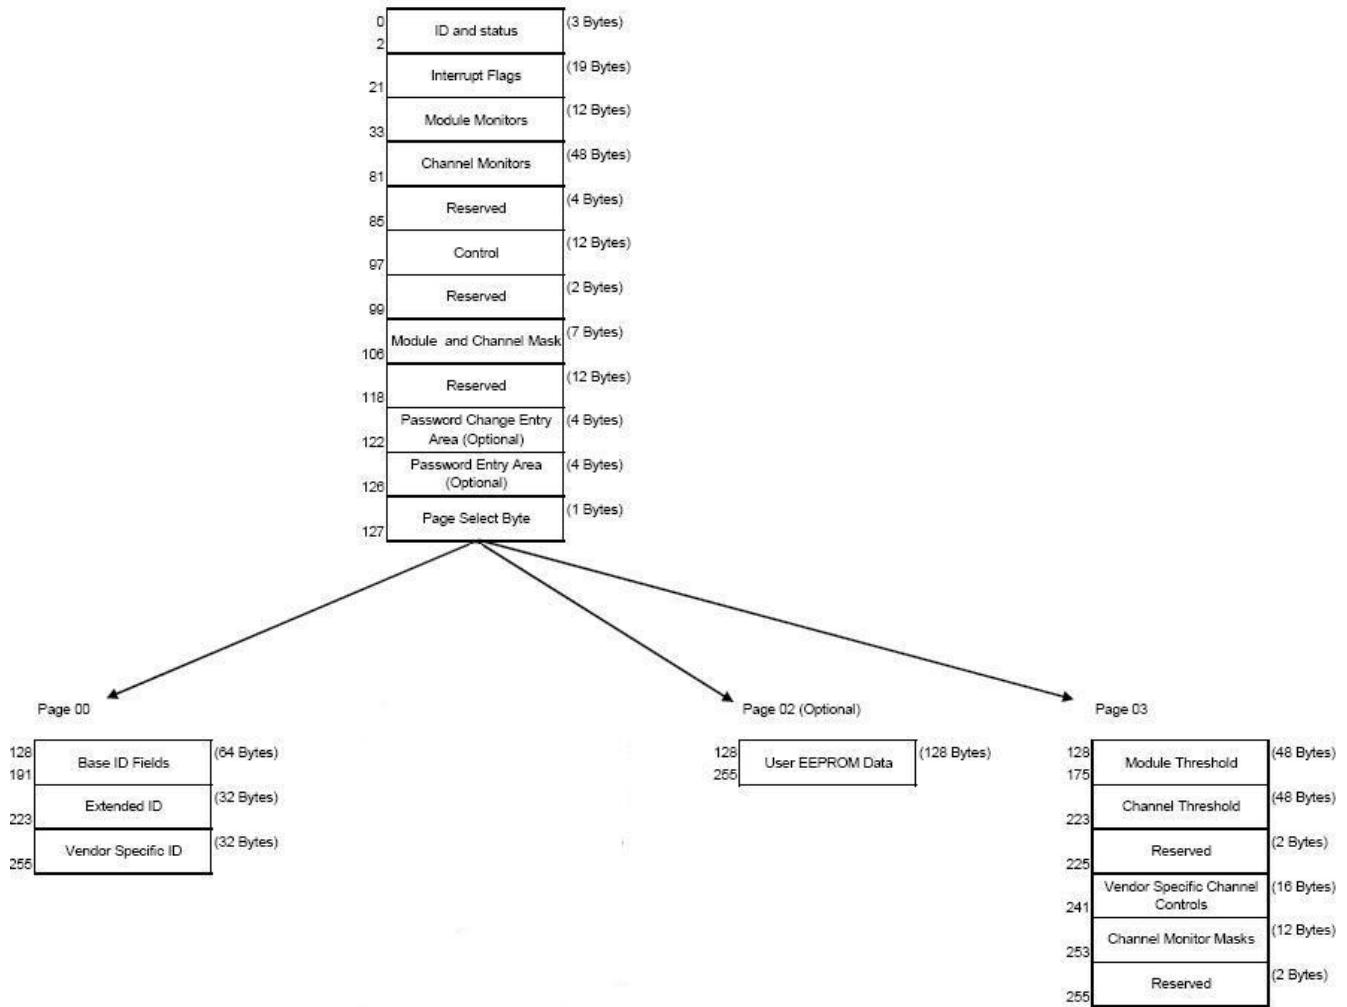 0
ID and status
(3 Bytes)
2
Interrupt Flags
(19 Bytes)
21
Module Monitors
(12 Bytes)
33
Channel Monitors
(48 Bytes)
81
Reserved
(4 Bytes)
85
Control
(12 Bytes)
97
Reserved
(2 Bytes)
99
Module and Channel Mask
(7 Bytes)
106
Reserved
(12 Bytes)
118
Password Change Entry
Area (Optional)
(4 Bytes)
122
Password Entry Area
(Optional)
(4 Bytes)
126
Page Select Byte
(1 Bytes)
127
Page 00
128
Base ID Fields
(64 Bytes)
191
Extended ID
(32 Bytes)
223
Vendor Specific ID
(32 Bytes)
255
Page 02 (Optional)
128
User EEPROM Data
(128 Bytes)
255
Page 03
128
Module Threshold
(48 Bytes)
175
Channel Threshold
(48 Bytes)
223
Reserved
(2 Bytes)
225
Vendor Specific Channel
Controls
(16 Bytes)
241
Channel Monitor Masks
(12 Bytes)
253
Reserved
(2 Bytes)
255